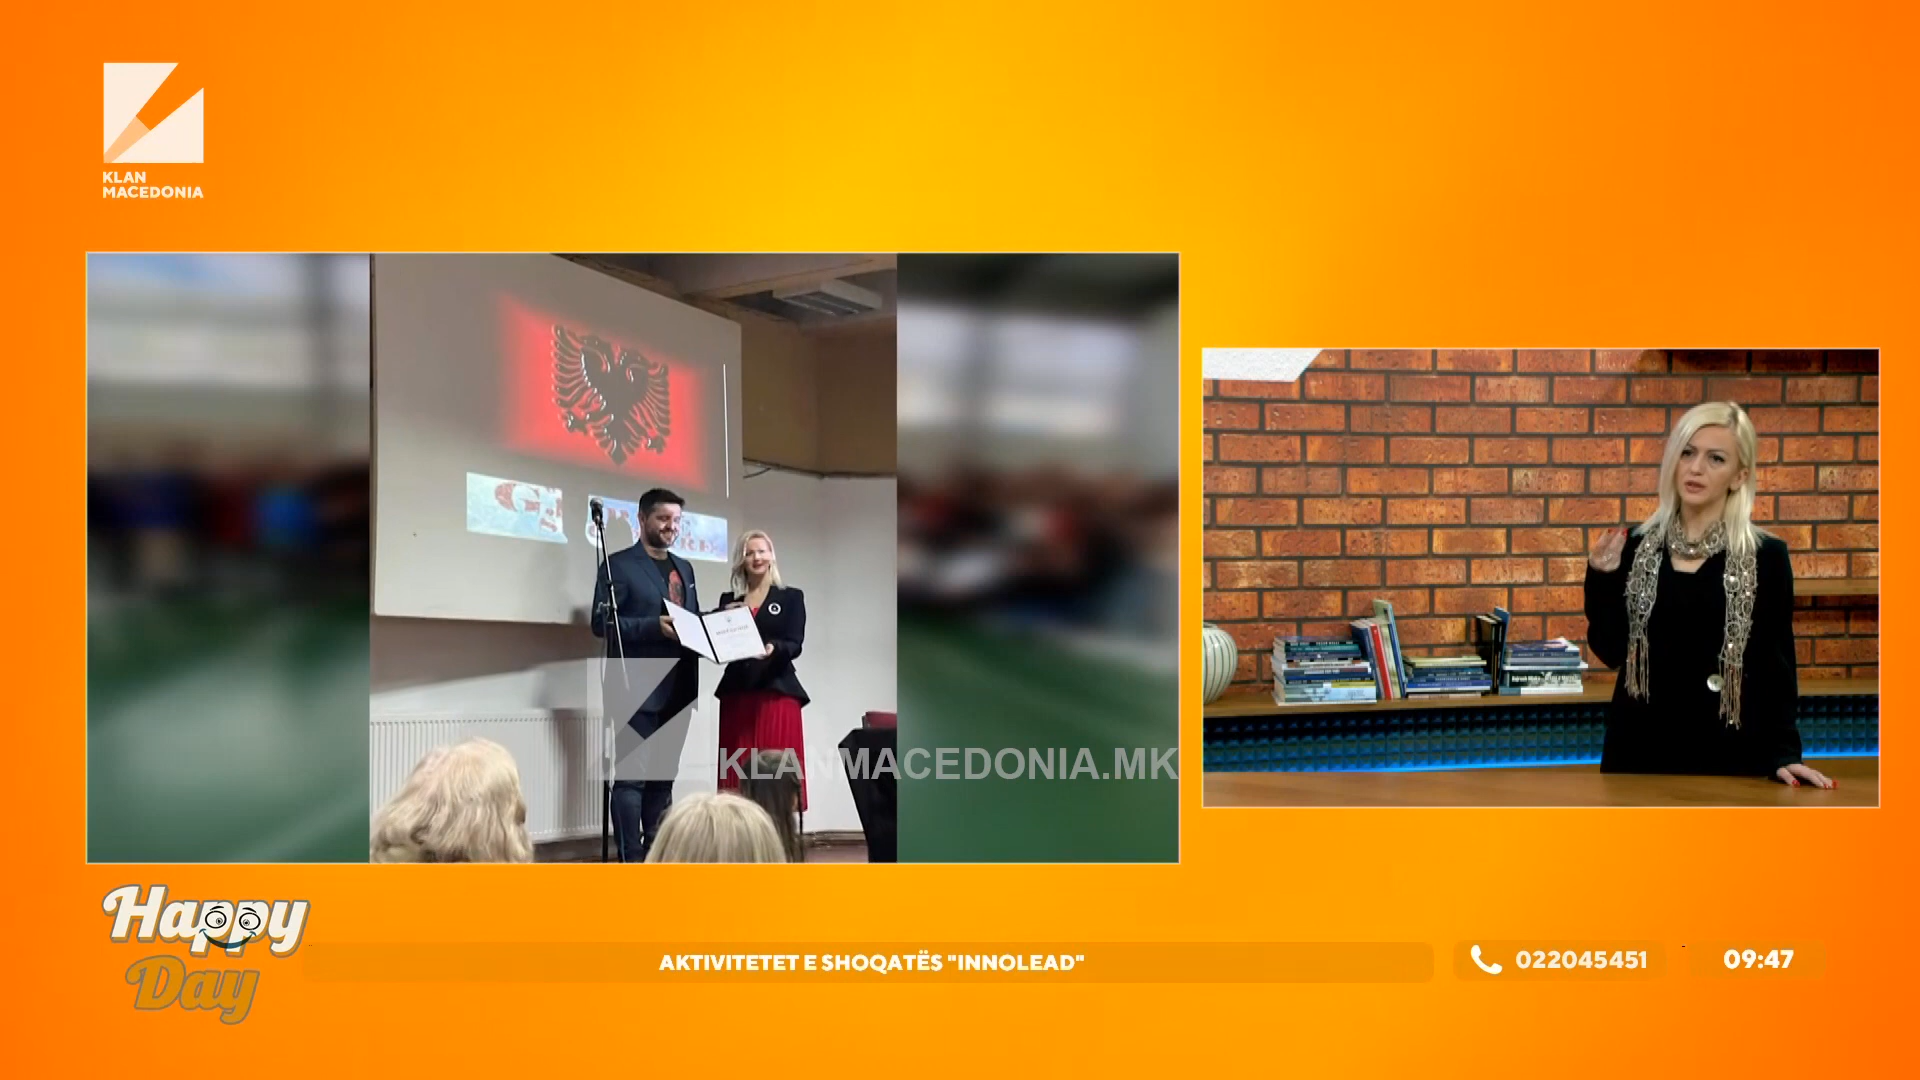 KLAN
MACEDONIA
KLANMACEDONIA.MK
Happy
Day
AKTIVITETET E SHOQATËS "INNOLEAD"
022045451
09:47